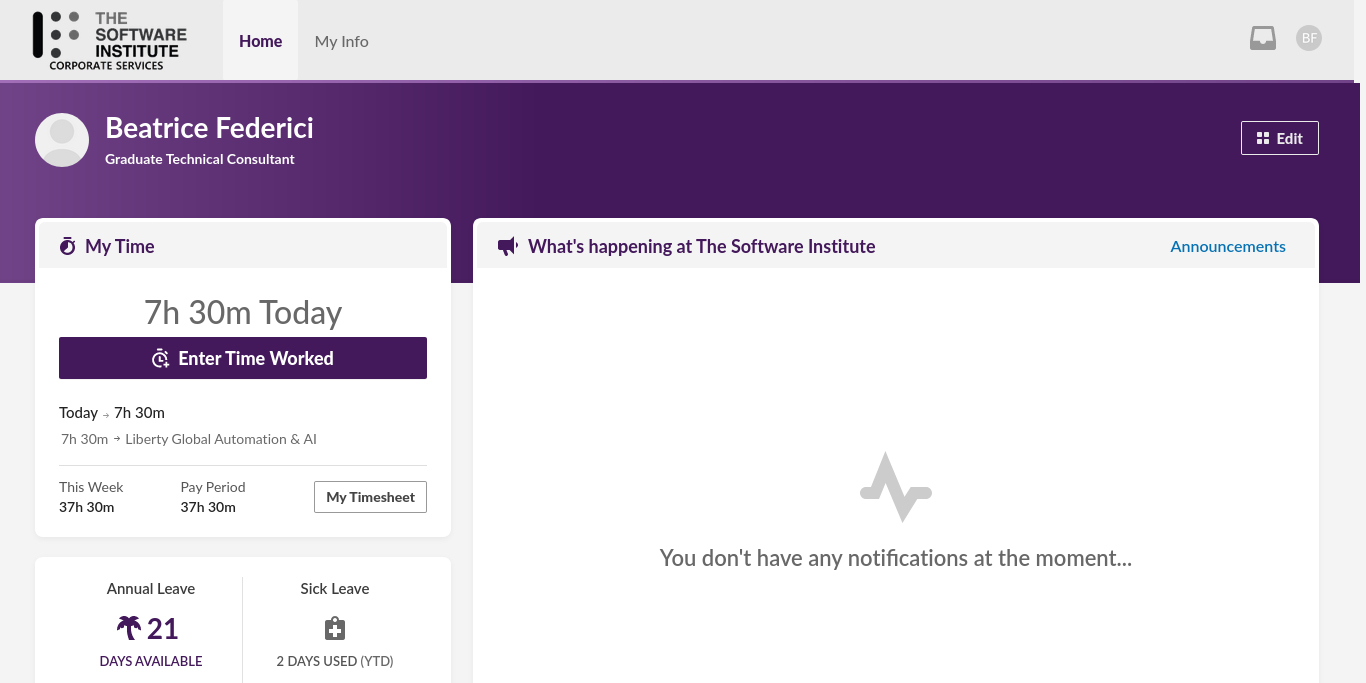 THE
SOFTWARE
INSTITUTE
CORPORATE SERVICES
Home
My Info
BF
Beatrice Federici
Graduate Technical Consultant
Edit
My Time
7h 30m Today
Enter Time Worked
Today → 7h 30m
7h 30m → Liberty Global Automation & AI
This Week
37h 30m
Pay Period
37h 30m
My Timesheet
Annual Leave
21
DAYS AVAILABLE
Sick Leave
2 DAYS USED (YTD)
What's happening at The Software Institute
Announcements
You don't have any notifications at the moment...